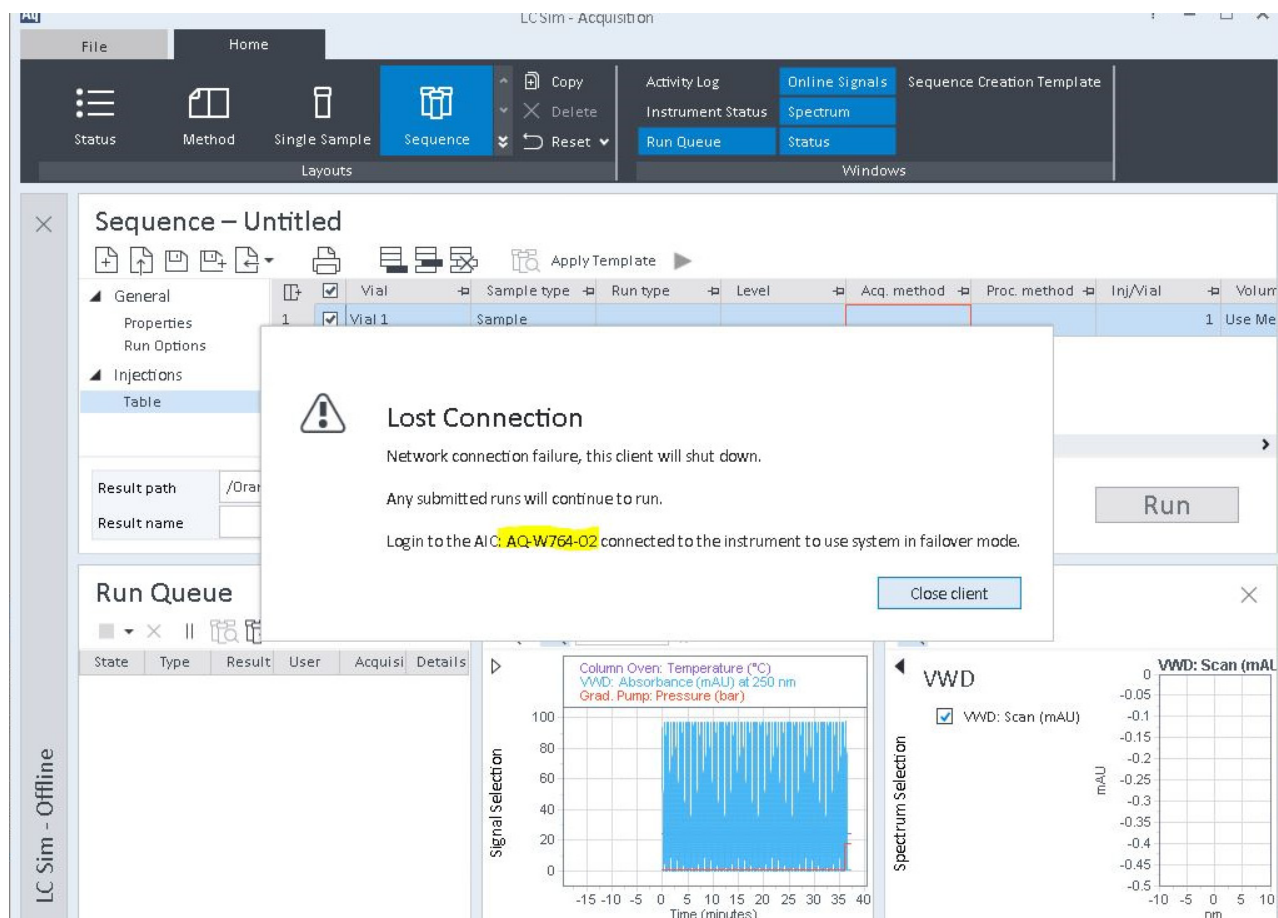 LC Sim - Acquisition
File Home
Copy Activity Log Online Signals Sequence Creation Template
Delete Instrument Status Spectrum
Status Method Single Sample Sequence Reset Run Queue Status
Layouts Windows
Sequence – Untitled
Apply Template
General Vial Sample type Run type Level Acq. method Proc. method Inj/Vial
Properties 1 Vial 1 Sample 1 Use Me
Run Options
Injections
Table
Lost Connection
Network connection failure, this client will shut down.
Any submitted runs will continue to run.
Login to the AIC: AQ-W764-02 connected to the instrument to use system in failover mode.
Close client
Result path
Result name
Run
Run Queue
State Type Result User Acquisi Details
LC Sim - Offline
Signal Selection
Column Oven: Temperature (°C)
VWD: Absorbance (mAU) at 250 nm
Grad. Pump: Pressure (bar)
100
80
60
40
20
0
-15 -10 -5 0 5 10 15 20 25 30 35 40
Time (minutes)
Spectrum Selection
VWD
VWD: Scan (mAU)
VWD: Scan (mAU
mAU
0
-0.05
-0.1
-0.15
-0.2
-0.25
-0.3
-0.35
-0.4
-0.45
-0.5
-10 -5 0 5 10
nm